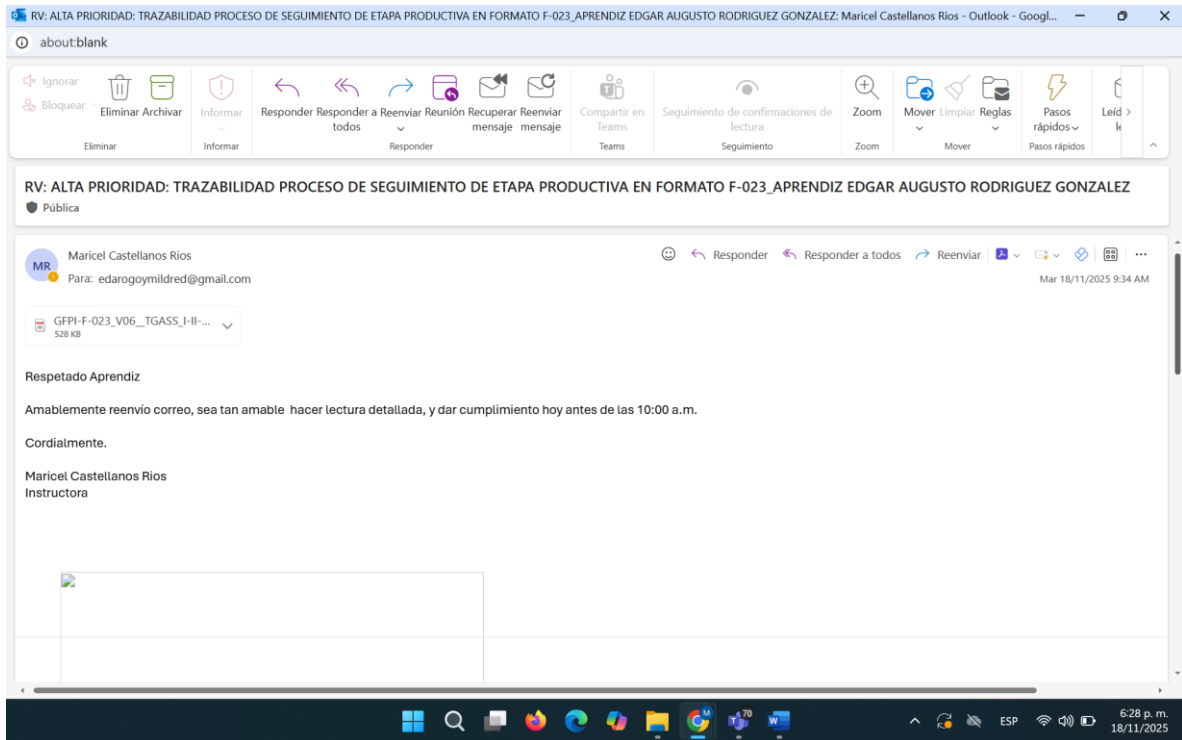 RV: ALTA PRIORIDAD: TRAZABILIDAD PROCESO DE SEGUIMIENTO DE ETAPA PRODUCTIVA EN FORMATO F-023_APRENDIZ EDGAR AUGUSTO RODRIGUEZ GONZALEZ: Maricel Castellanos Rios - Outlook - Googl...
about:blank
Ignorar
Bloquear
Eliminar Archivar
Informar
Responder Responder a todos Reenviar Reunión Recuperar mensaje Reenviar mensaje
Compartir en Teams
Seguimiento de confirmaciones de lectura
Zoom
Mover Limpiar Reglas
Pasos rápidos
Leíd
Eliminar Informar Responder Teams Seguimiento Zoom Mover Pasos rápidos
RV: ALTA PRIORIDAD: TRAZABILIDAD PROCESO DE SEGUIMIENTO DE ETAPA PRODUCTIVA EN FORMATO F-023_APRENDIZ EDGAR AUGUSTO RODRIGUEZ GONZALEZ
Pública
MR
Maricel Castellanos Rios
Para: edarogoymildred@gmail.com
Responder Responder a todos Reenviar
Mar 18/11/2025 9:34 AM
GFPI-F-023_V06__TGASS_I-II-...
528 KB
Respetado Aprendiz
Amablemente reenvío correo, sea tan amable hacer lectura detallada, y dar cumplimiento hoy antes de las 10:00 a.m.
Cordialmente.
Maricel Castellanos Rios
Instructora
70
ESP
6:28 p. m.
18/11/2025